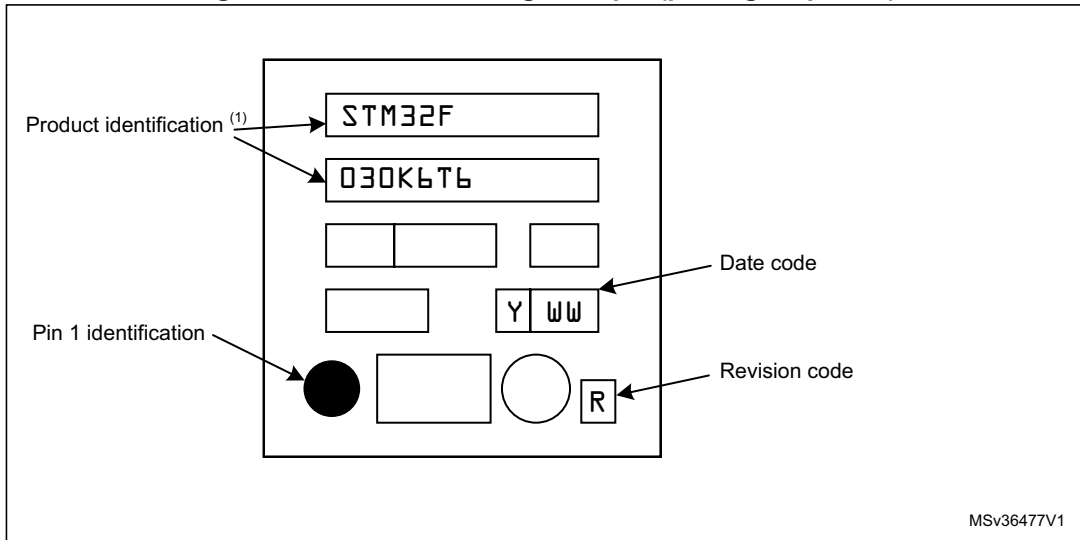 Product identification (1)
STM32F
030K6T6
Date code
Y WW
Pin 1 identification
Revision code
R
MSv36477V1